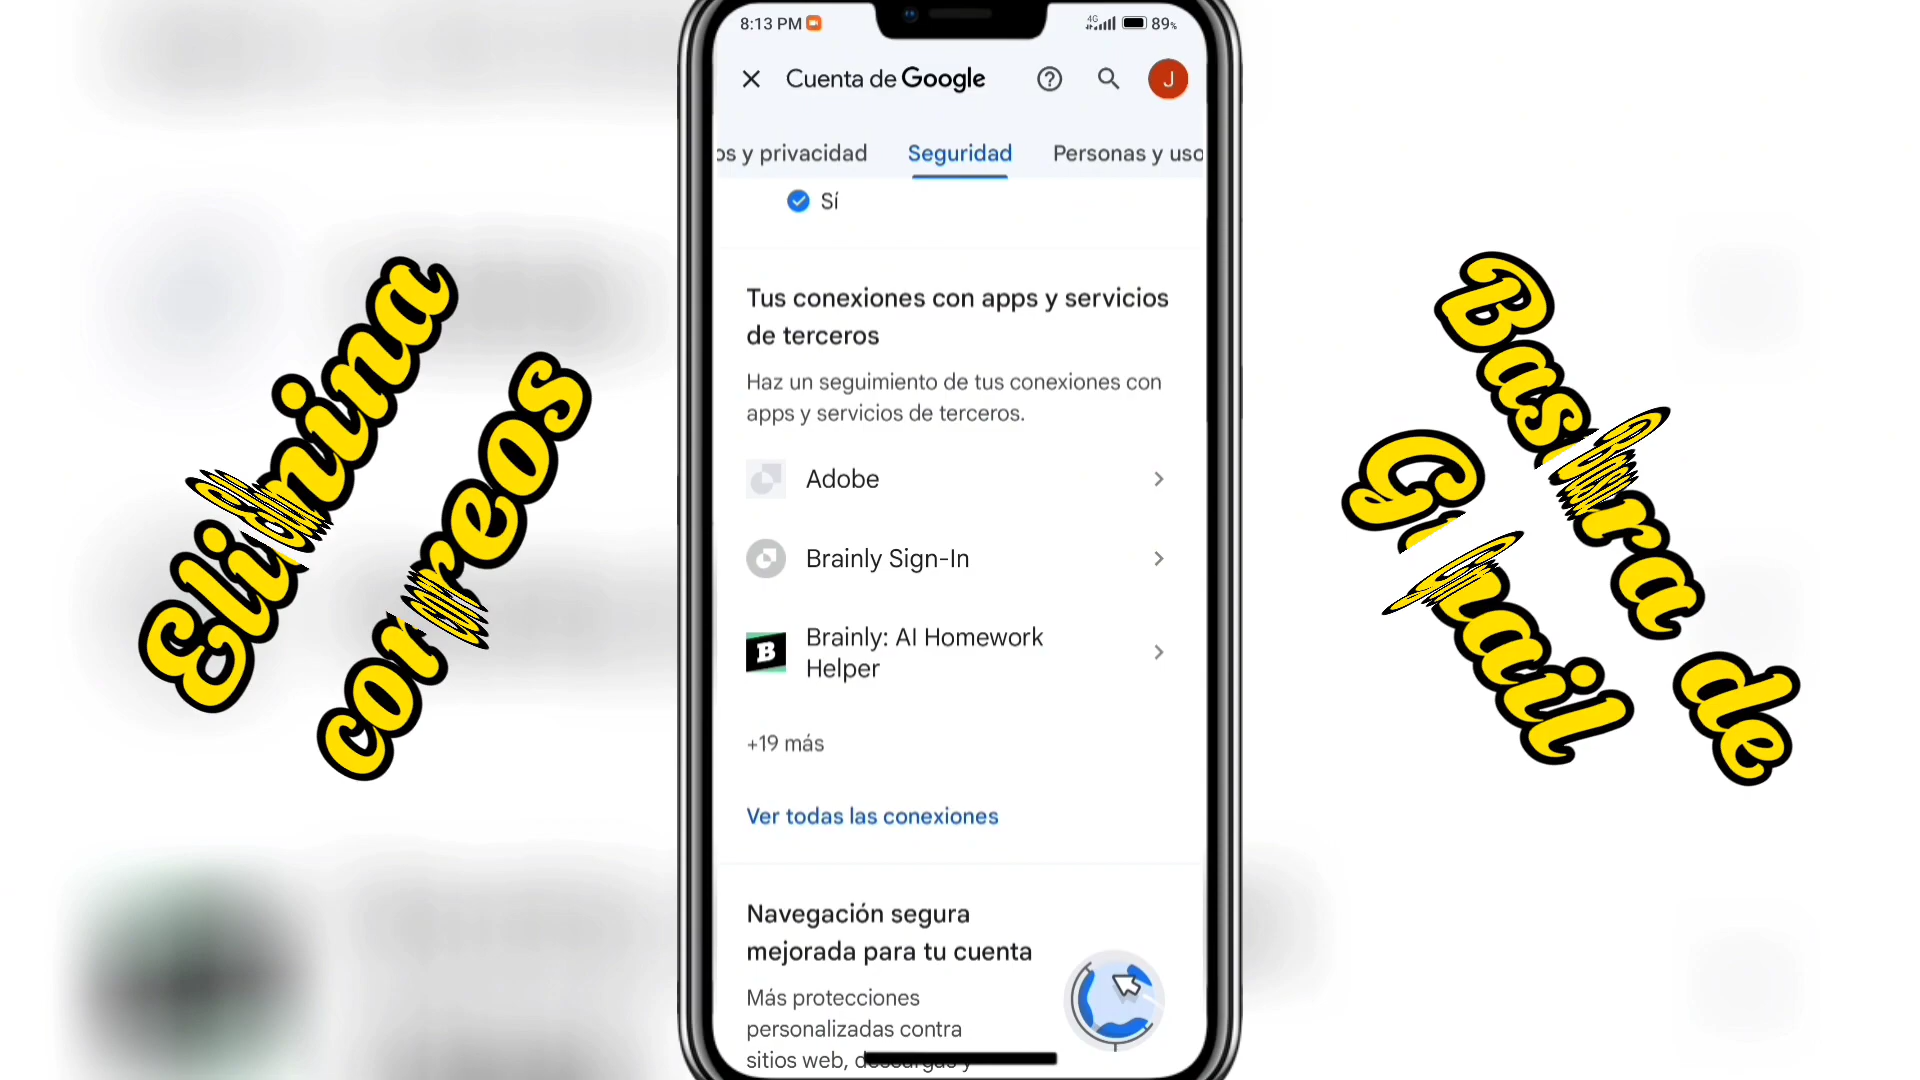 8:13 PM
4G
89%
Cuenta de Google
J
os y privacidad
Seguridad
Personas y uso
Sí
Tus conexiones con apps y servicios
de terceros
Haz un seguimiento de tus conexiones con
apps y servicios de terceros.
Adobe
Brainly Sign-In
B
Brainly: AI Homework
Helper
+19 más
Ver todas las conexiones
Navegación segura
mejorada para tu cuenta
Más protecciones
personalizadas contra
sitios web, descargas y
Elimina
correos
Basura de
Gmail